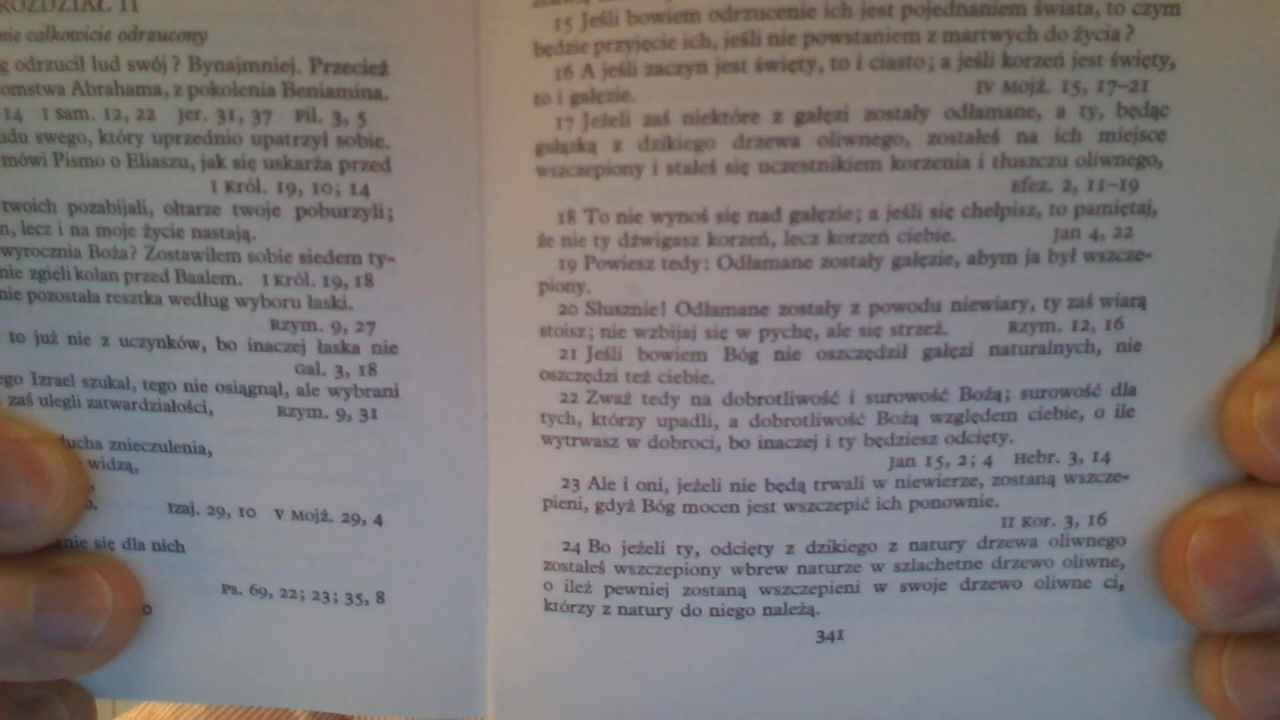 ROZDZIAŁ 11
nie całkowicie odrzucony
g odrzucił lud swój? Bynajmniej. Przecież
omstwa Abrahama, z pokolenia Beniamina.
14 I Sam. 12, 22 Jer. 31, 37 Fil. 3, 5
udu swego, który uprzednio upatrzył sobie.
mówi Pismo o Eliaszu, jak się uskarża przed
I Król. 19, 10; 14
twoich pozabijali, ołtarze twoje poburzyli;
n, lecz i na moje życie nastają.
wyrocznia Boża? Zostawiłem sobie siedem ty-
nie zgięli kolan przed Baalem. I Król. 19, 18
nie pozostała resztka według wyboru łaski.
Rzym. 9, 27
to już nie z uczynków, bo inaczej łaska nie
Gal. 3, 18
ego Izrael szukał, tego nie osiągnął, ale wybrani
zaś ulegli zatwardziałości, Rzym. 9, 31
ducha znieczulenia,
widzą,
Izaj. 29, 10 V Mojż. 29, 4
anie się dla nich
Ps. 69, 22; 23; 35, 8
o
15 Jeśli bowiem odrzucenie ich jest pojednaniem świata, to czym
będzie przyjęcie ich, jeśli nie powstaniem z martwych do życia?
16 A jeśli zaczyn jest święty, to i ciasto; a jeśli korzeń jest święty,
to i gałęzie. IV Mojż. 15, 17-21
17 Jeżeli zaś niektóre z gałęzi zostały odłamane, a ty, będąc
gałązką z dzikiego drzewa oliwnego, zostałeś na ich miejsce
wszczepiony i stałeś się uczestnikiem korzenia i tłuszczu oliwnego,
Efez. 2, 11-19
18 To nie wynoś się nad gałęzie; a jeśli się chełpisz, to pamiętaj,
że nie ty dźwigasz korzeń, lecz korzeń ciebie. Jan 4, 22
19 Powiesz tedy: Odłamane zostały gałęzie, abym ja był wszcze-
piony.
20 Słusznie! Odłamane zostały z powodu niewiary, ty zaś wiarą
stoisz; nie wzbijaj się w pychę, ale się strzeż. Rzym. 12, 16
21 Jeśli bowiem Bóg nie oszczędził gałęzi naturalnych, nie
oszczędzi też ciebie.
22 Zważ tedy na dobrotliwość i surowość Bożą; surowość dla
tych, którzy upadli, a dobrotliwość Bożą względem ciebie, o ile
wytrwasz w dobroci, bo inaczej i ty będziesz odcięty.
Jan 15, 2; 4 Hebr. 3, 14
23 Ale i oni, jeżeli nie będą trwali w niewierze, zostaną wszcze-
pieni, gdyż Bóg mocen jest wszczepić ich ponownie.
II Kor. 3, 16
24 Bo jeżeli ty, odcięty z dzikiego z natury drzewa oliwnego
zostałeś wszczepiony wbrew naturze w szlachetne drzewo oliwne,
o ileż pewniej zostaną wszczepieni w swoje drzewo oliwne ci,
którzy z natury do niego należą.
341